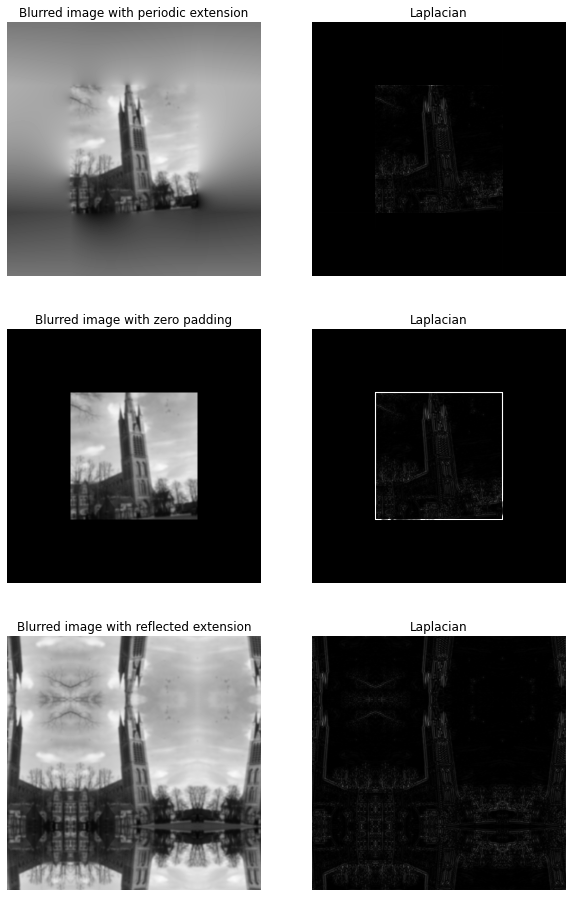 Blurred image with periodic extension
Laplacian
Blurred image with zero padding
Laplacian
Blurred image with reflected extension
Laplacian